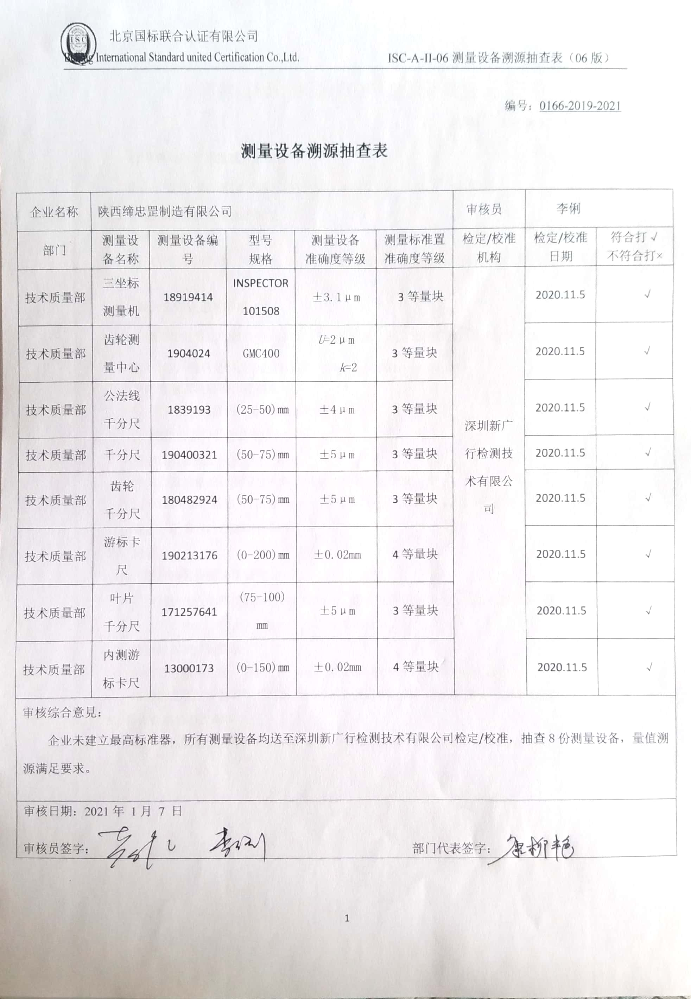 ISC
北京国标联合认证有限公司
Beijing International Standard united Certification Co.,Ltd.
ISC-A-II-06 测量设备溯源抽查表（06 版）
编号：0166-2019-2021
测量设备溯源抽查表
企业名称 陕西缔忠罡制造有限公司 审核员 李俐
部门 测量设备名称 测量设备编号 型号规格 测量设备准确度等级 测量标准置准确度等级 检定/校准机构 检定/校准日期 符合打√不符合打×
技术质量部 三坐标测量机 18919414 INSPECTOR 101508 ±3.1μm 3 等量块 深圳新广行检测技术有限公司 2020.11.5 √
技术质量部 齿轮测量中心 1904024 GMC400 U=2μm k=2 3 等量块 2020.11.5 √
技术质量部 公法线千分尺 1839193 (25-50)mm ±4μm 3 等量块 2020.11.5 √
技术质量部 千分尺 190400321 (50-75)mm ±5μm 3 等量块 2020.11.5 √
技术质量部 齿轮千分尺 180482924 (50-75)mm ±5μm 3 等量块 2020.11.5 √
技术质量部 游标卡尺 190213176 (0-200)mm ±0.02mm 4 等量块 2020.11.5 √
技术质量部 叶片千分尺 171257641 (75-100)mm ±5μm 3 等量块 2020.11.5 √
技术质量部 内测游标卡尺 13000173 (0-150)mm ±0.02mm 4 等量块 2020.11.5 √
审核综合意見：
企业未建立最高标准器，所有测量设备均送至深圳新广行检测技术有限公司检定/校准，抽查 8 份测量设备，量值溯
源满足要求。
审核日期：2021 年 1 月 7 日
审核员签字： 李俐 部门代表签字： 康柳艳
1